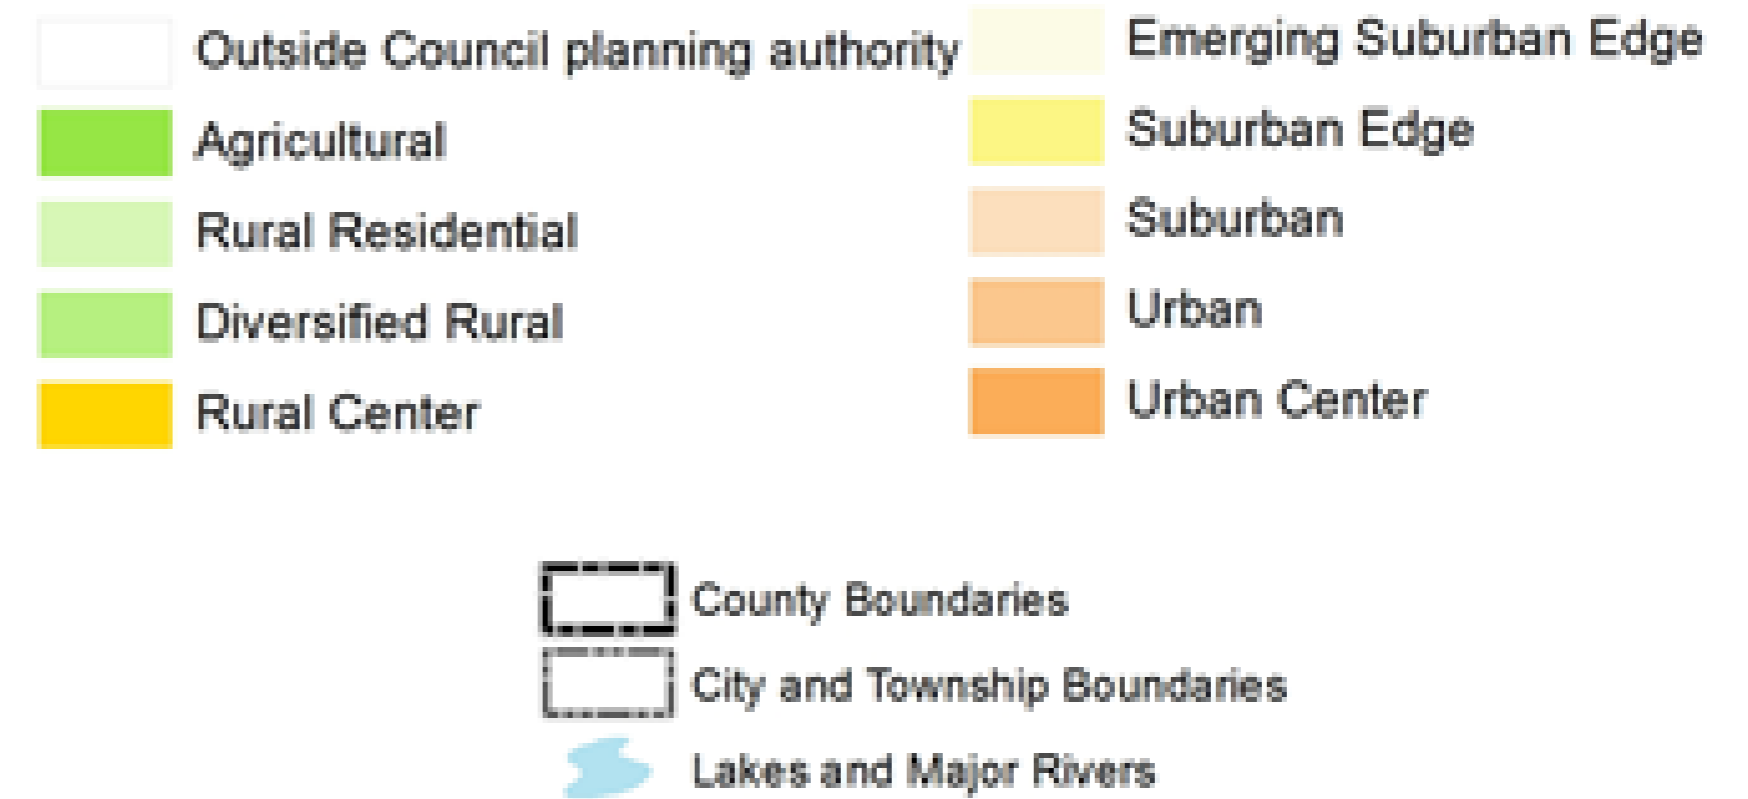 Outside Council planning authority
Agricultural
Rural Residential
Diversified Rural
Rural Center
Emerging Suburban Edge
Suburban Edge
Suburban
Urban
Urban Center
County Boundaries
City and Township Boundaries
Lakes and Major Rivers